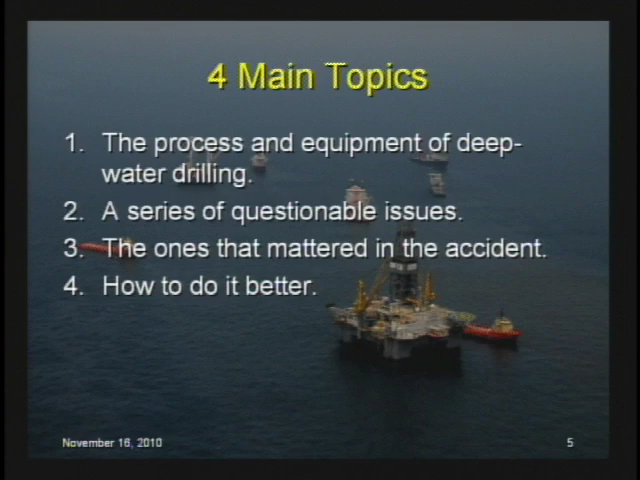 4 Main Topics
1. The process and equipment of deep-
water drilling.
2. A series of questionable issues.
3. The ones that mattered in the accident.
4. How to do it better.
November 16, 2010
5